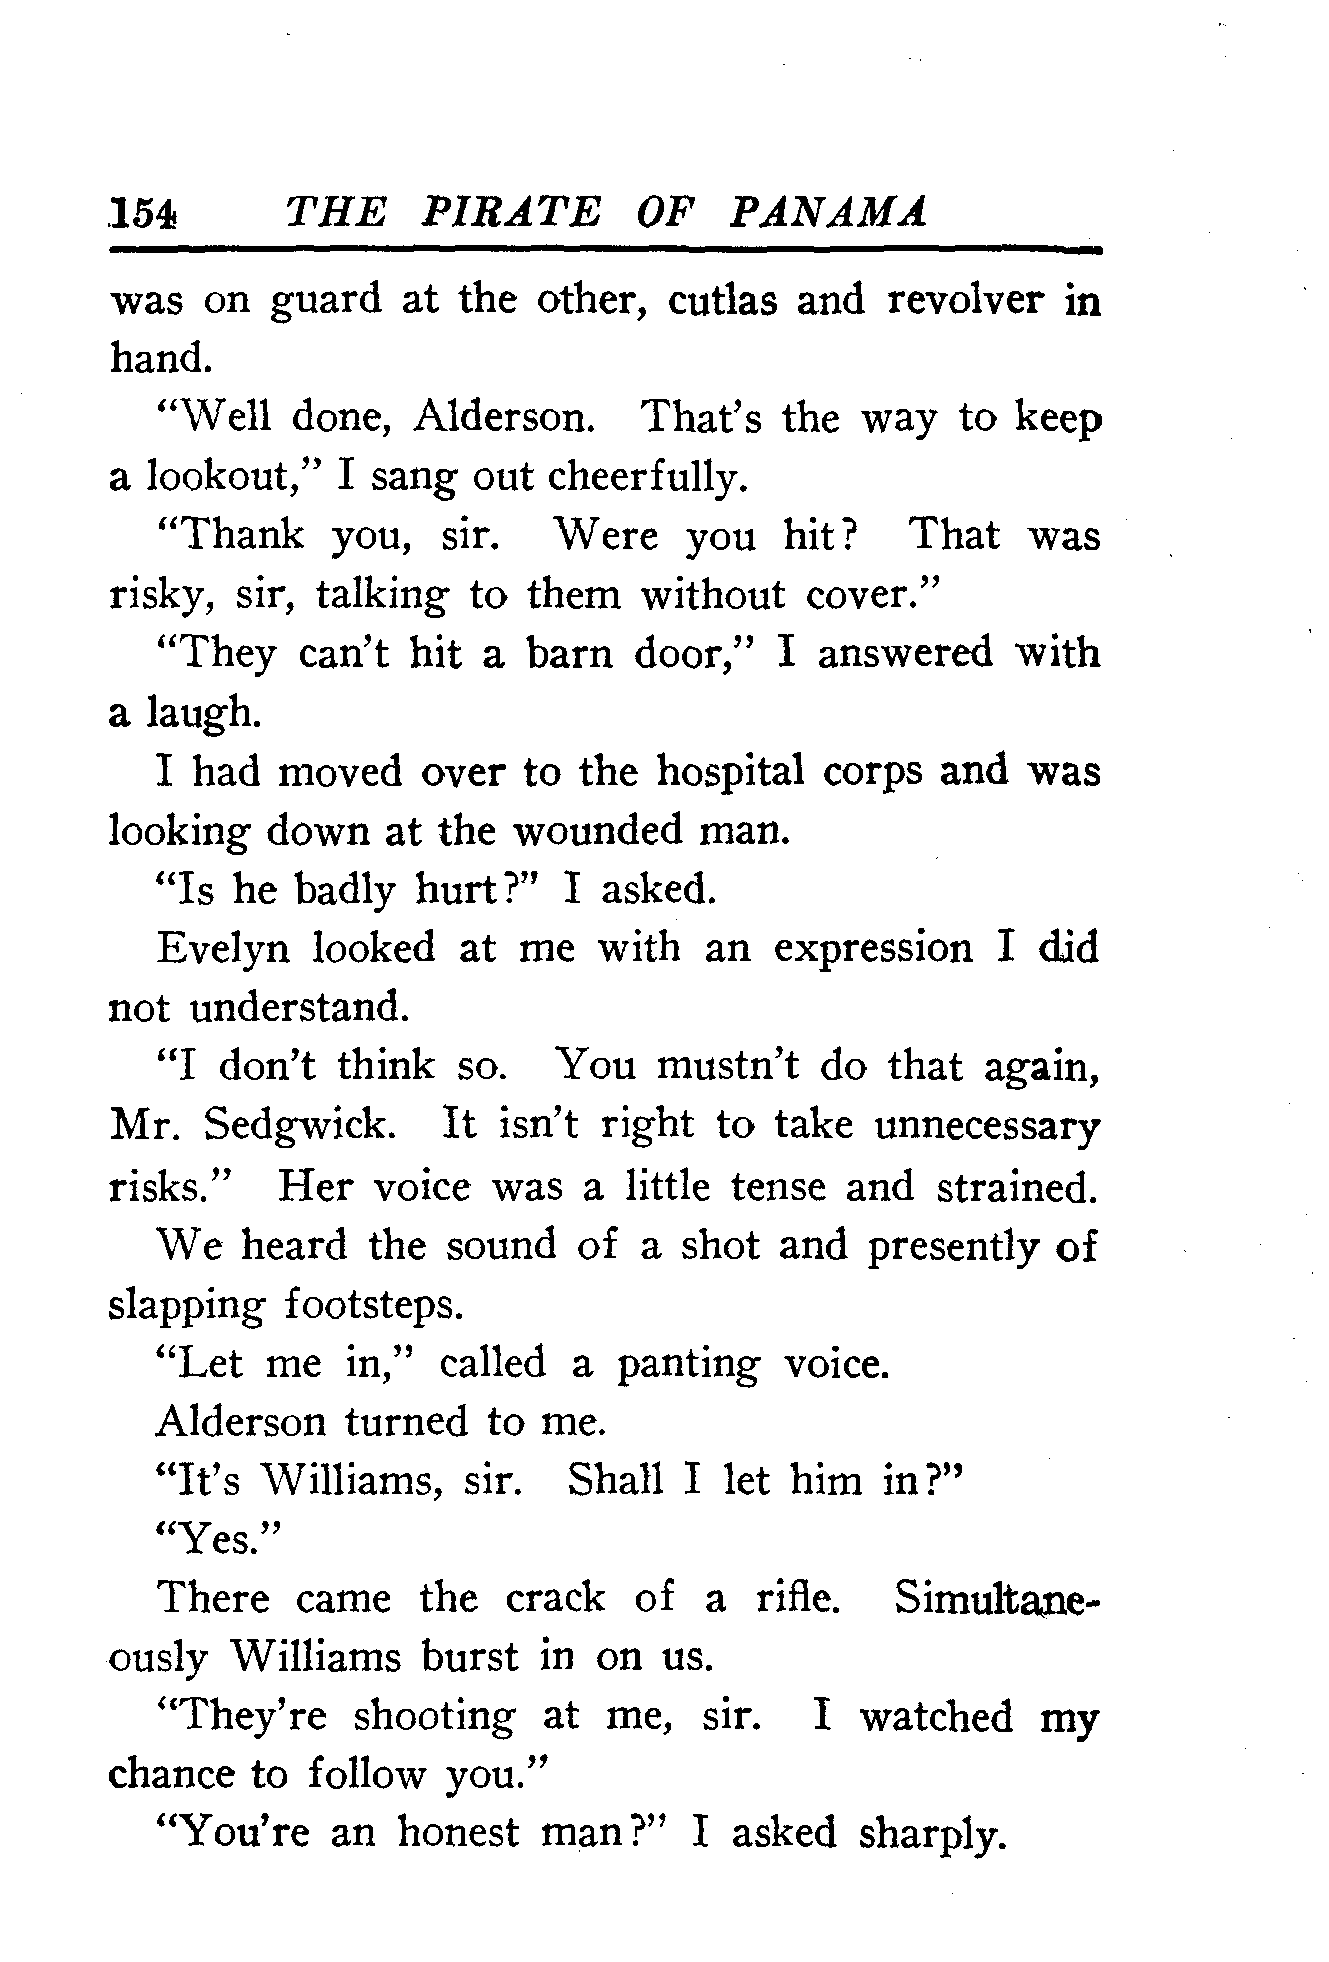 154 THE PIRATE OF PANAMA
was on guard at the other, cutlas and revolver in
hand.
“Well done, Alderson. That’s the way to keep
a lookout,” I sang out cheerfully.
“Thank you, sir. Were you hit? That was
risky, sir, talking to them without cover.”
“They can’t hit a barn door,” I answered with
a laugh.
I had moved over to the hospital corps and was
looking down at the wounded man.
“Is he badly hurt?” I asked.
Evelyn looked at me with an expression I did
not understand.
“I don’t think so. You mustn’t do that again,
Mr. Sedgwick. It isn’t right to take unnecessary
risks.” Her voice was a little tense and strained.
We heard the sound of a shot and presently of
slapping footsteps.
“Let me in,” called a panting voice.
Alderson turned to me.
“It’s Williams, sir. Shall I let him in?”
“Yes.”
There came the crack of a rifle. Simultane-
ously Williams burst in on us.
“They’re shooting at me, sir. I watched my
chance to follow you.”
“You’re an honest man?” I asked sharply.